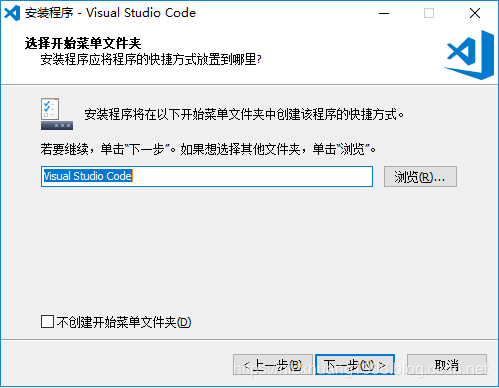 安装程序 - Visual Studio Code
选择开始菜单文件夹
安装程序应将程序的快捷方式放置到哪里?
安装程序将在以下开始菜单文件夹中创建该程序的快捷方式。
若要继续，单击“下一步”。如果想选择其他文件夹，单击“浏览”。
Visual Studio Code
浏览(R)...
不创建开始菜单文件夹(D)
< 上一步(B)
下一步(N) >
取消